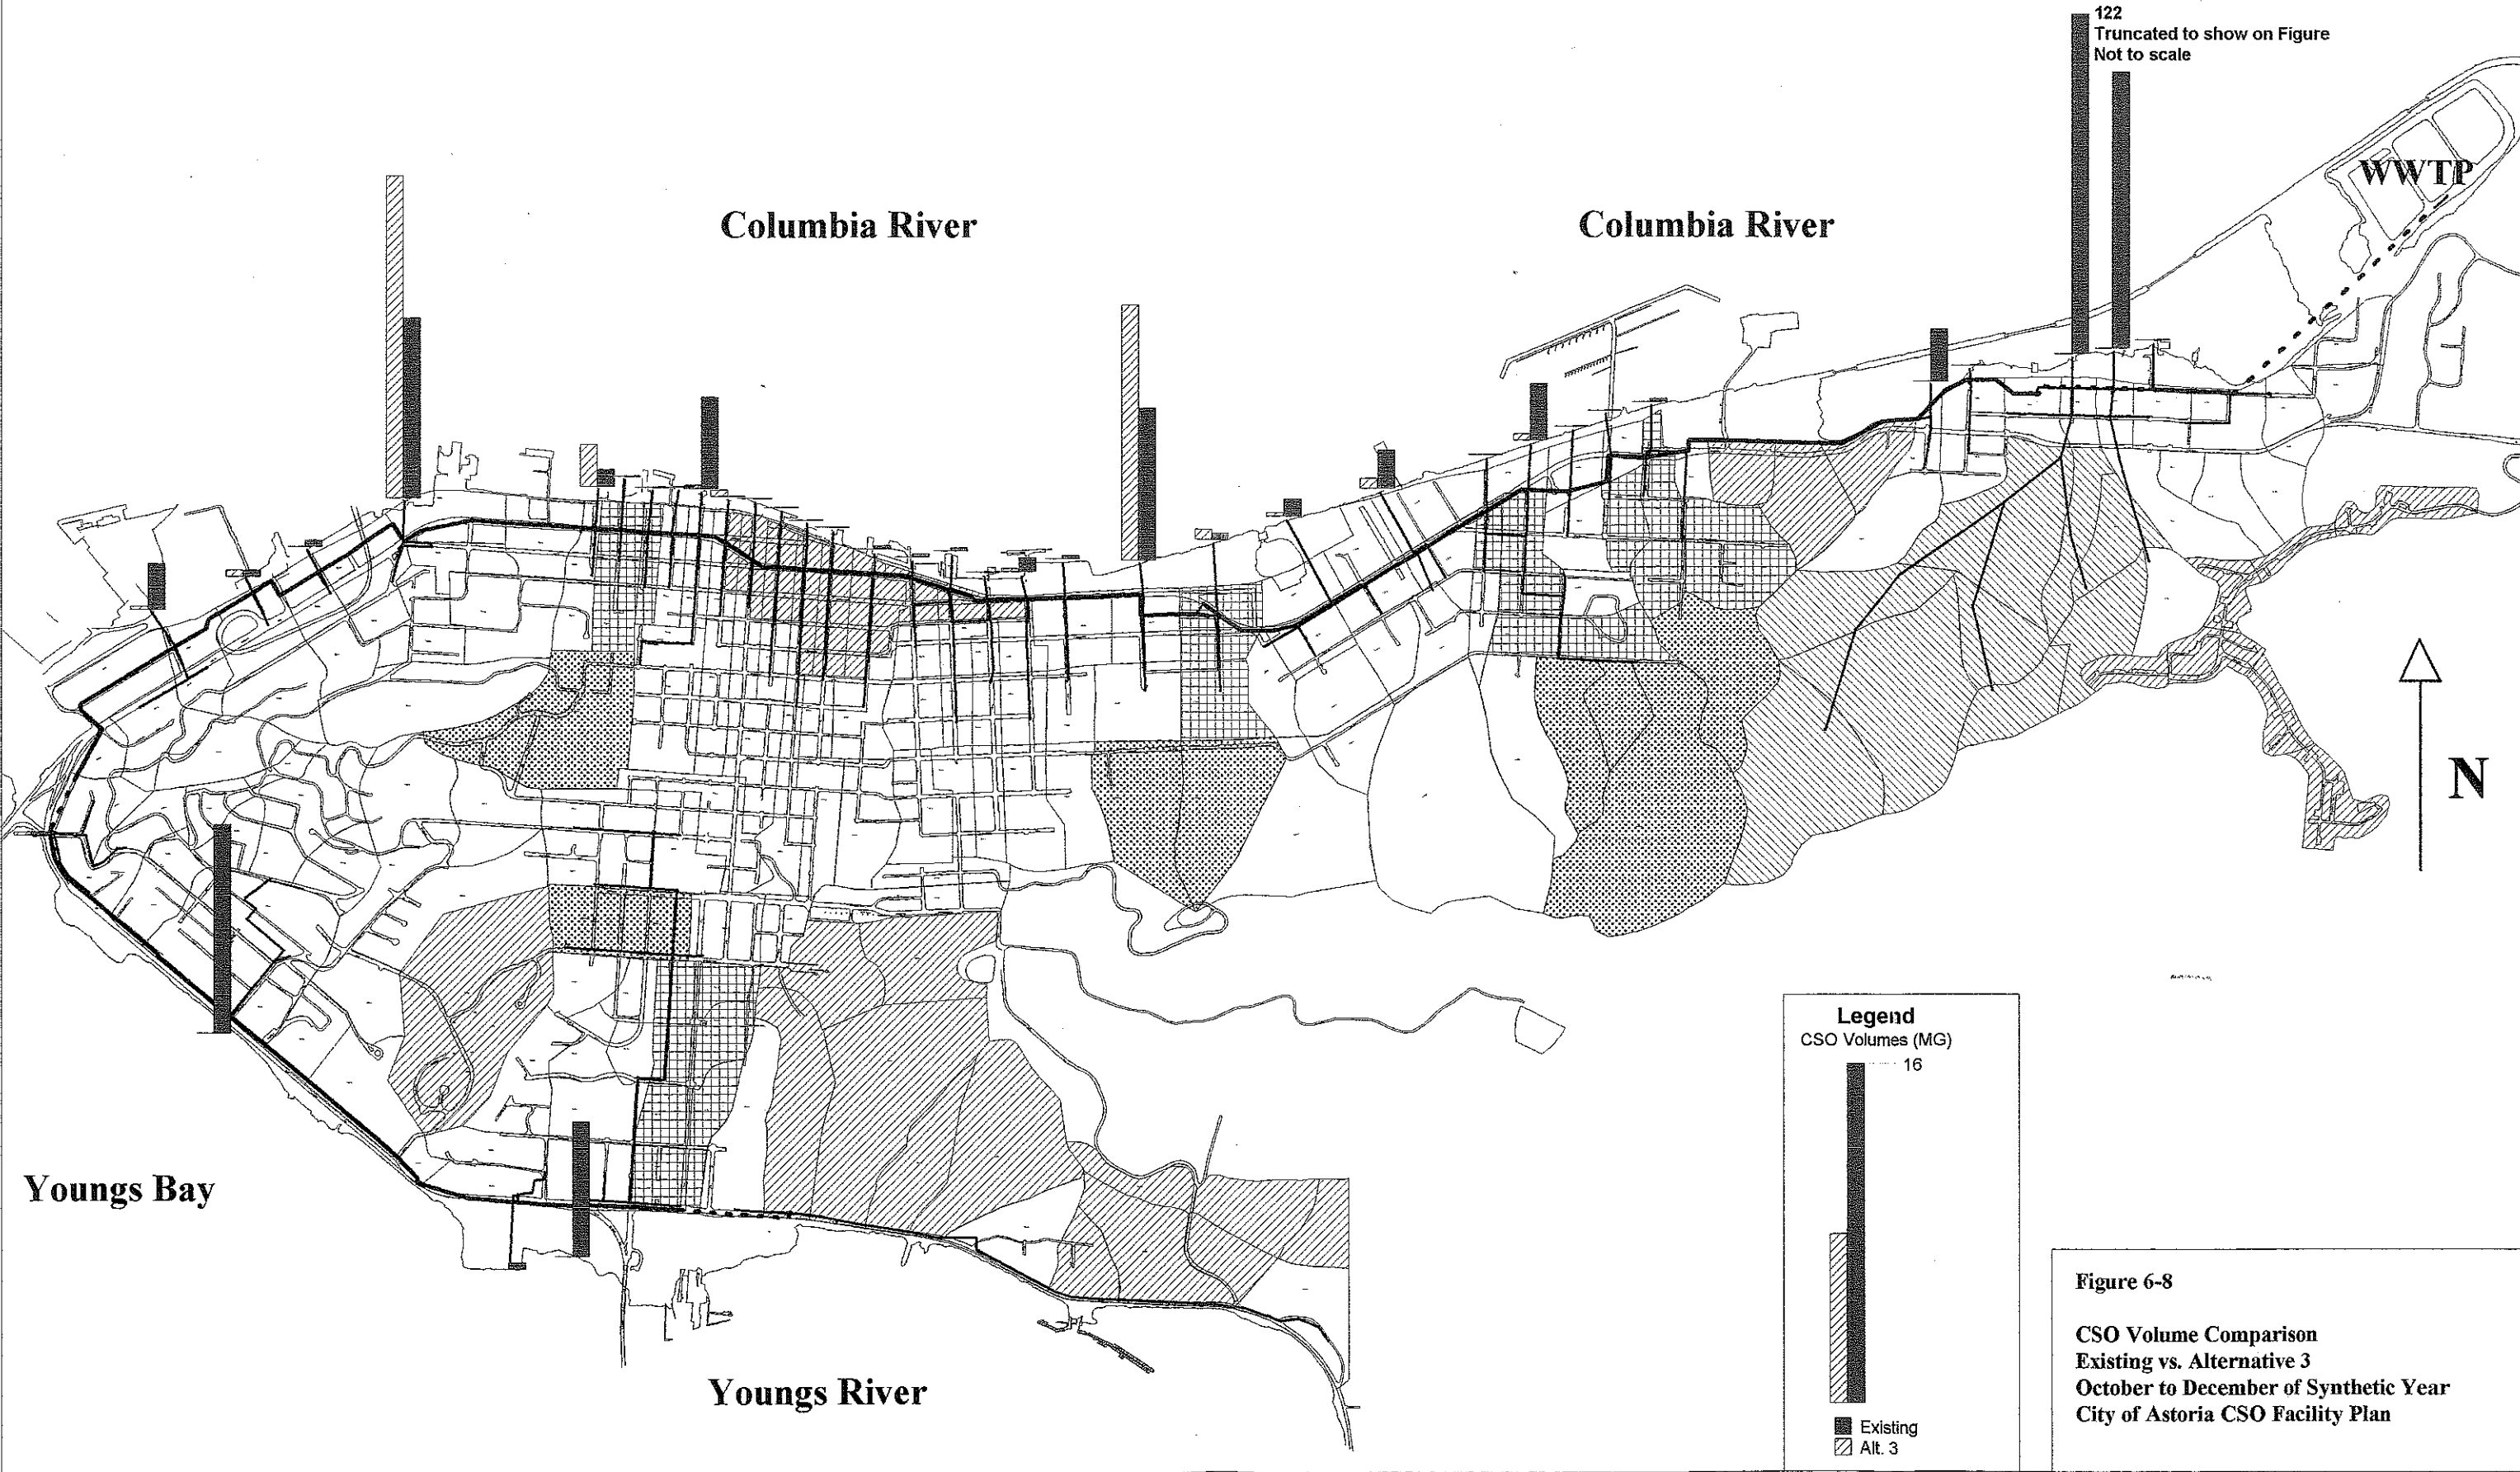 122
Truncated to show on Figure
Not to scale
WWTP
Columbia River
Columbia River
N
Legend
CSO Volumes (MG)
16
Existing
Alt. 3
Youngs Bay
Youngs River
Figure 6-8
CSO Volume Comparison
Existing vs. Alternative 3
October to December of Synthetic Year
City of Astoria CSO Facility Plan